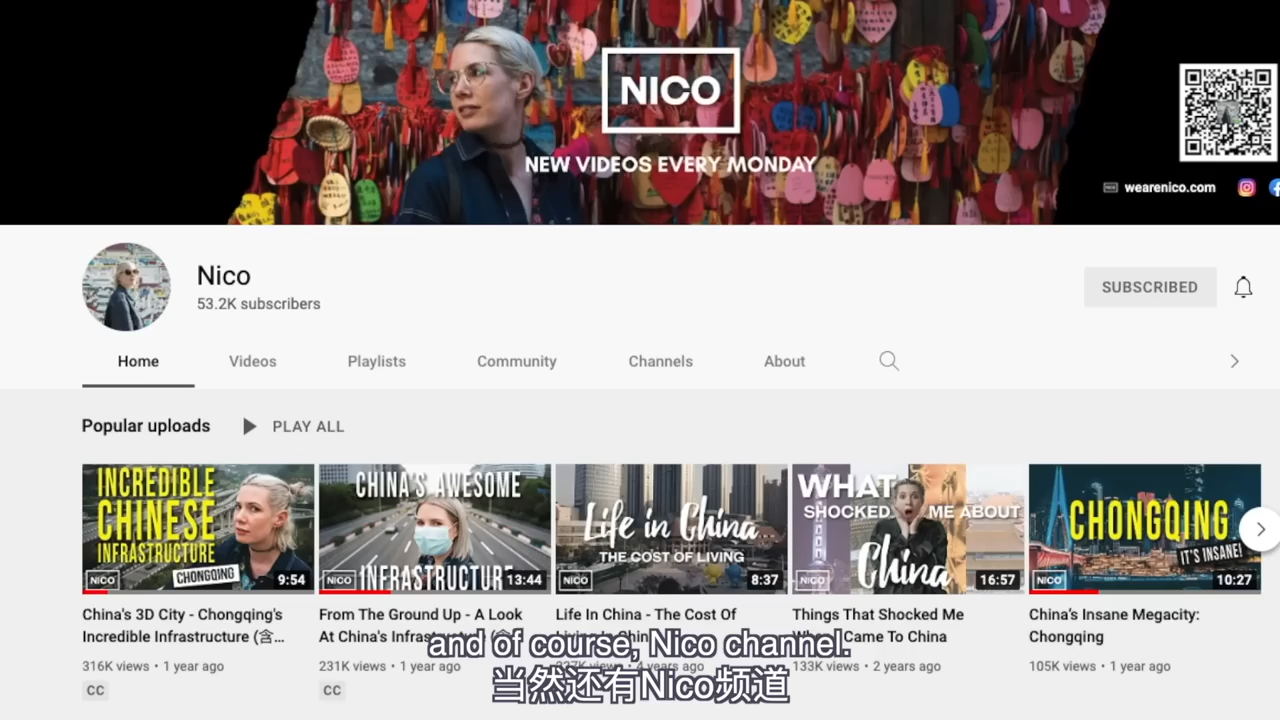 NICO
NEW VIDEOS EVERY MONDAY
wearenico.com
Nico
53.2K subscribers
SUBSCRIBED
Home
Videos
Playlists
Community
Channels
About
Popular uploads
PLAY ALL
INCREDIBLE
CHINESE
INFRASTRUCTURE
CHONGQING
NICO
9:54
CHINA'S AWESOME
INFRASTRUCTURE
NICO
13:44
Life in China...
THE COST OF LIVING
NICO
8:37
WHAT
SHOCKED ME ABOUT
China
NICO
16:57
CHONGQING
IT'S INSANE!
NICO
10:27
China's 3D City - Chongqing's
Incredible Infrastructure (含...
316K views • 1 year ago
CC
From The Ground Up - A Look
At China's
231K views • 1 year ago
CC
Life In China - The Cost Of
4 years ago
Things That Shocked Me
Came To China
133K views • 2 years ago
China's Insane Megacity:
Chongqing
105K views • 1 year ago
and of course, Nico channel.
当然还有Nico频道